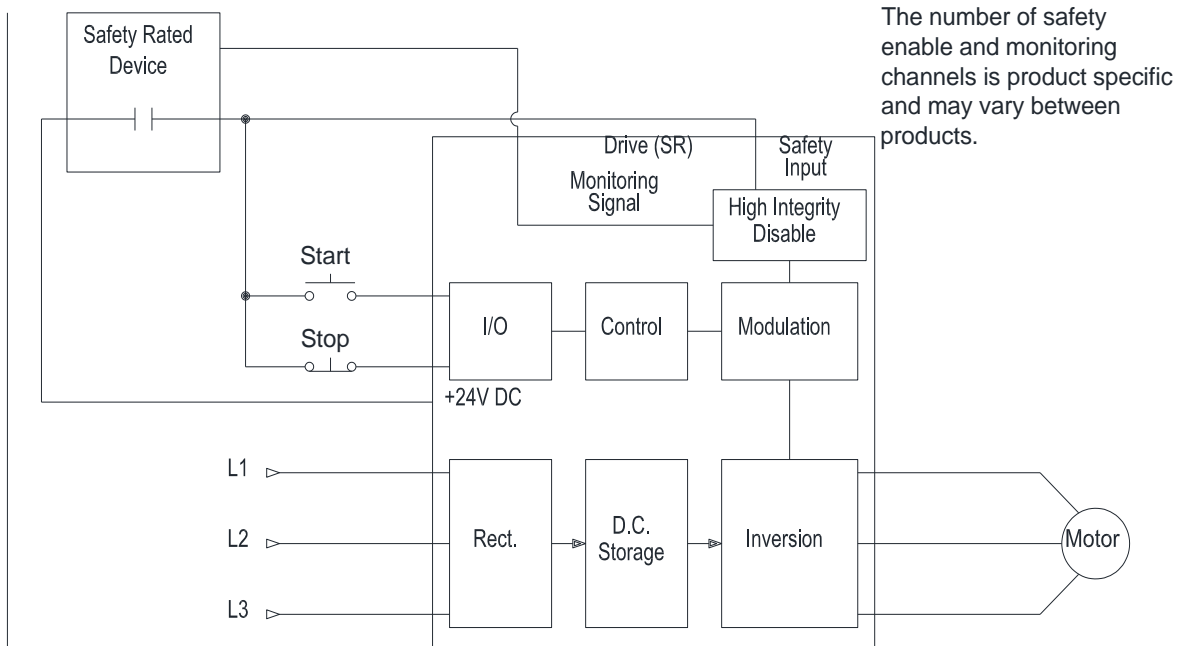 The number of safety
enable and monitoring
channels is product specific
and may vary between
products.
Safety Rated
Device
Drive (SR)
Safety
Input
Monitoring
Signal
High Integrity
Disable
Start
Stop
I/O
Control
Modulation
+24V DC
L1
L2
L3
Rect.
D.C.
Storage
Inversion
Motor